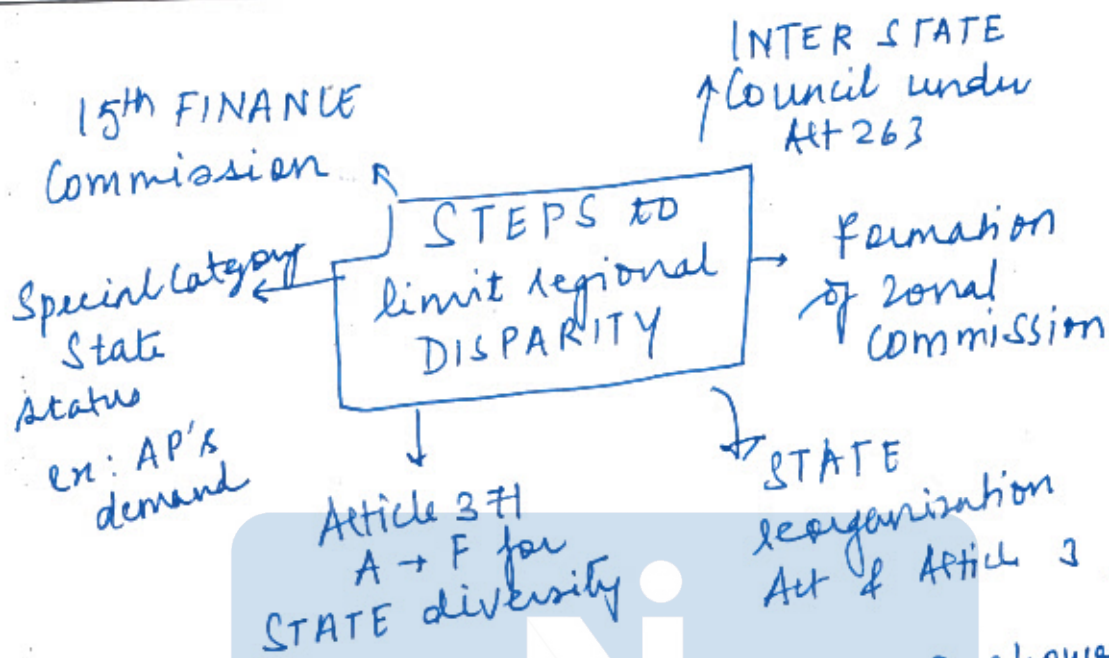 15th FINANCE
Commission
INTER STATE
Council under
Art 263
STEPS to
limit regional
DISPARITY
Special Category
State
status
ex: AP's
demand
Formation
of zonal
Commission
Article 371
A → F for
STATE diversity
STATE
reorganisation
Act & Article 3